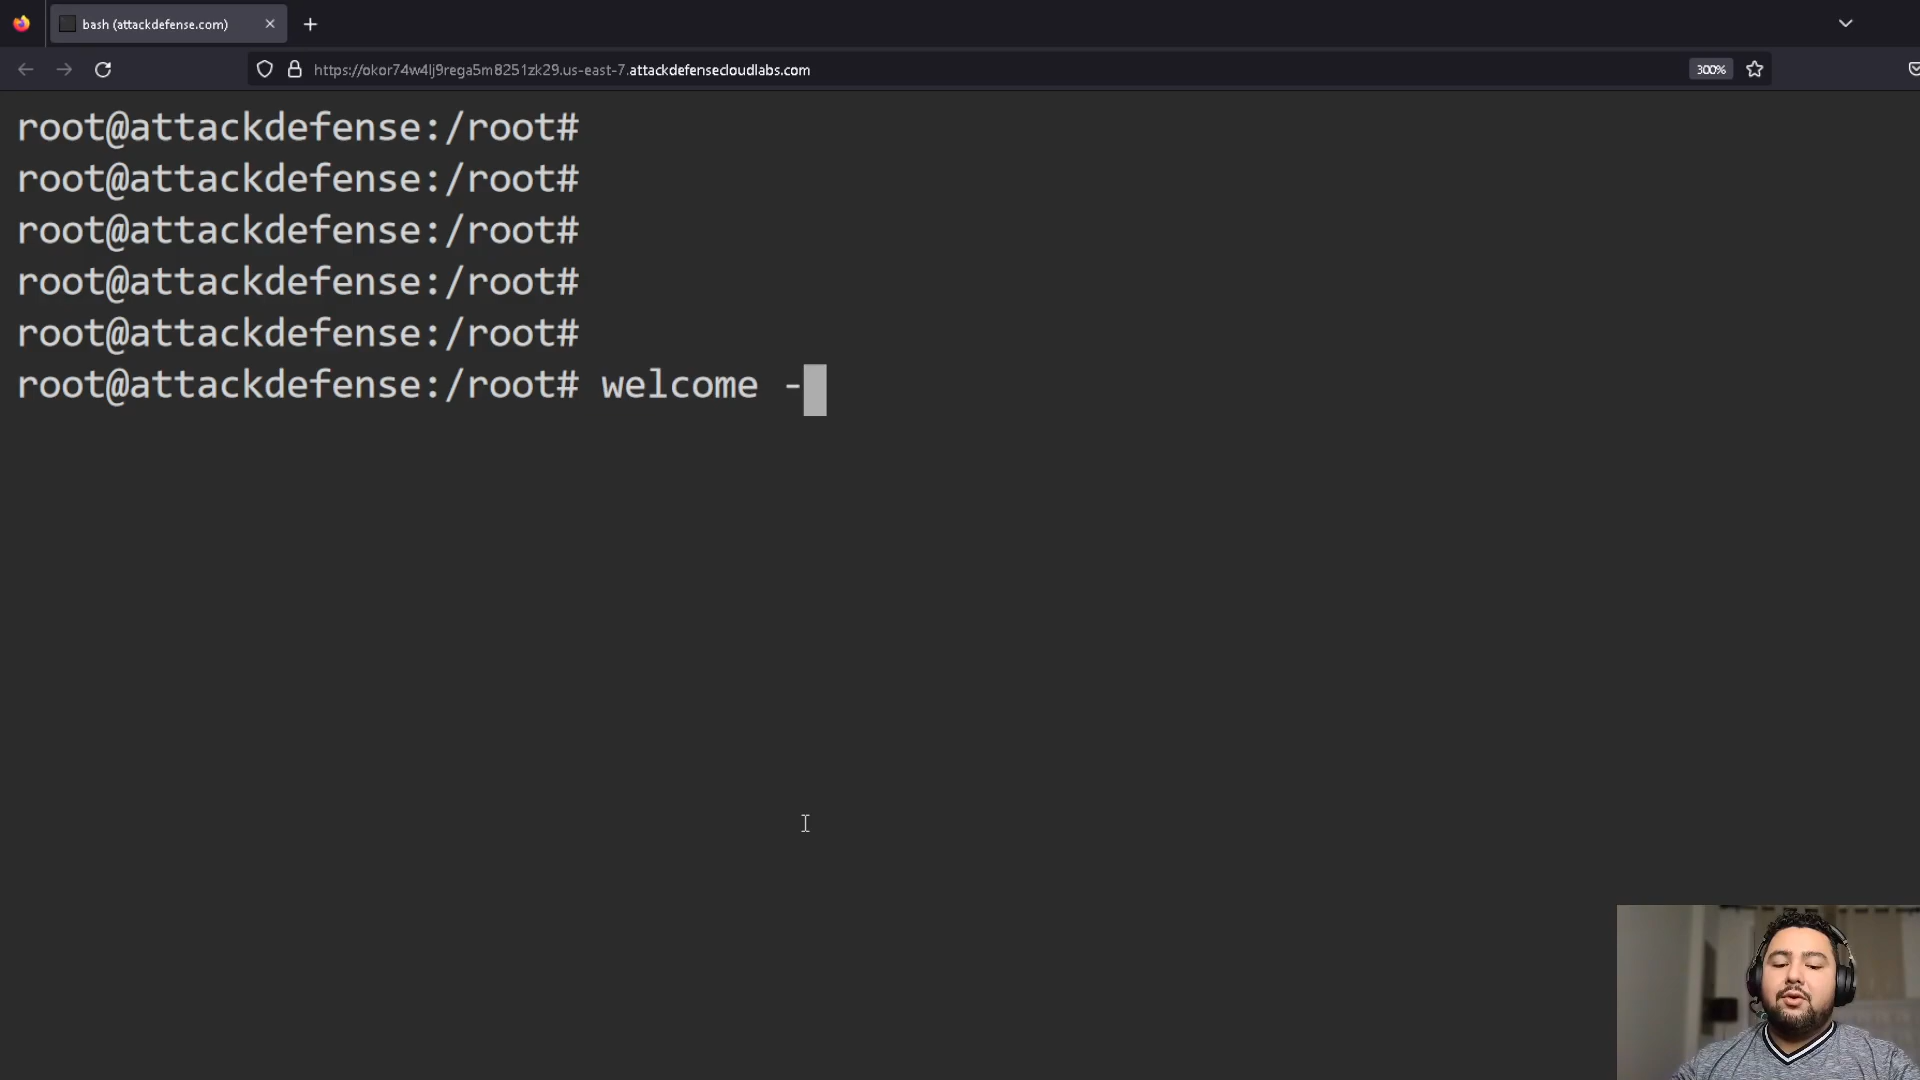 bash (attackdefense.com)
https://okor74w4lj9rega5m8251zk29.us-east-7.attackdefensecloudlabs.com
300%
root@attackdefense:/root#
root@attackdefense:/root#
root@attackdefense:/root#
root@attackdefense:/root#
root@attackdefense:/root#
root@attackdefense:/root# welcome -